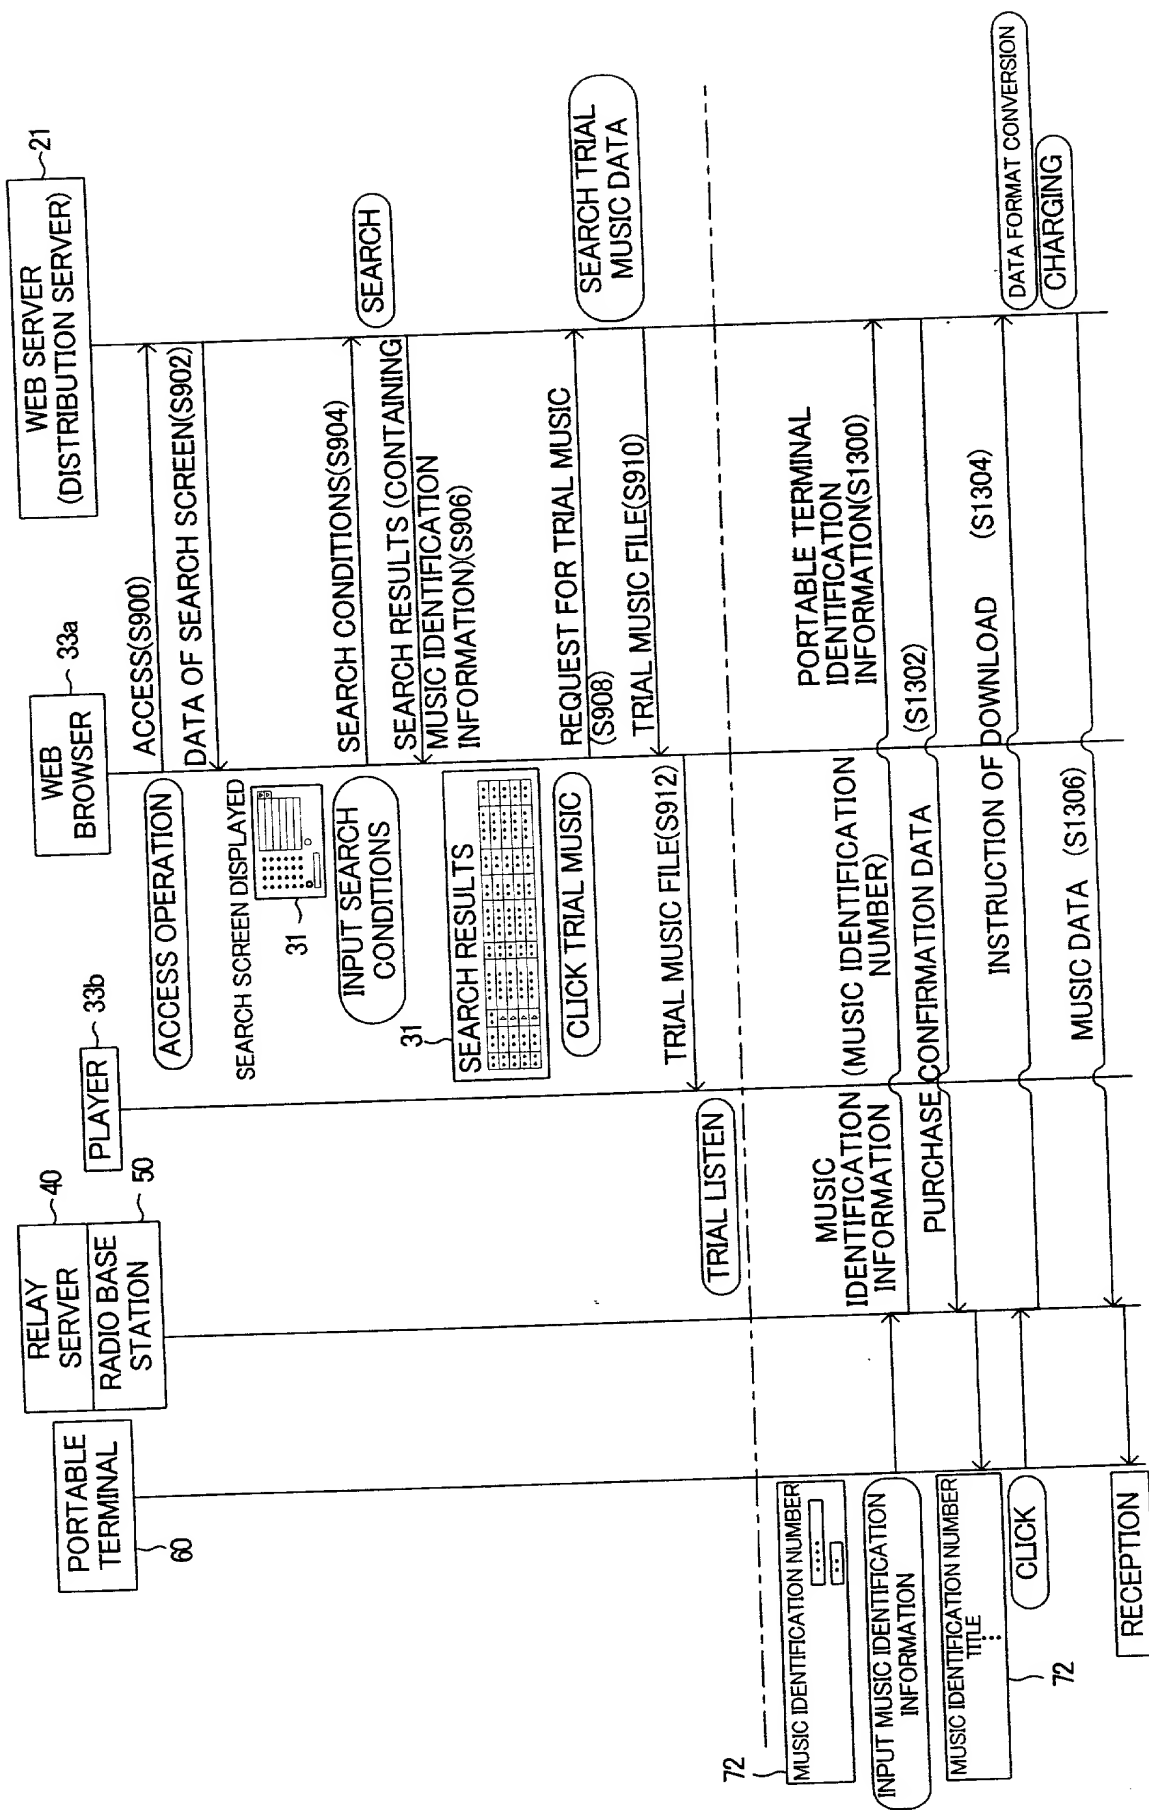 PORTABLE
TERMINAL
60
RELAY
SERVER
40
RADIO BASE
STATION
50
PLAYER
33b
WEB
BROWSER
33a
WEB SERVER
(DISTRIBUTION SERVER)
21
ACCESS OPERATION
ACCESS(S900)
DATA OF SEARCH SCREEN(S902)
SEARCH SCREEN DISPLAYED
31
INPUT SEARCH
CONDITIONS
SEARCH CONDITIONS(S904)
SEARCH
SEARCH RESULTS (CONTAINING
MUSIC IDENTIFICATION
INFORMATION)(S906)
31
SEARCH RESULTS
CLICK TRIAL MUSIC
REQUEST FOR TRIAL MUSIC
(S908)
SEARCH TRIAL
MUSIC DATA
TRIAL MUSIC FILE(S910)
TRIAL MUSIC FILE(S912)
TRIAL LISTEN
72
MUSIC IDENTIFICATION NUMBER
INPUT MUSIC IDENTIFICATION
INFORMATION
MUSIC
IDENTIFICATION
INFORMATION
(MUSIC IDENTIFICATION
NUMBER)
PORTABLE TERMINAL
IDENTIFICATION
INFORMATION(S1300)
PURCHASE CONFIRMATION DATA
(S1302)
MUSIC IDENTIFICATION NUMBER
TITLE
72
CLICK
INSTRUCTION OF DOWNLOAD
(S1304)
DATA FORMAT CONVERSION
CHARGING
MUSIC DATA (S1306)
RECEPTION